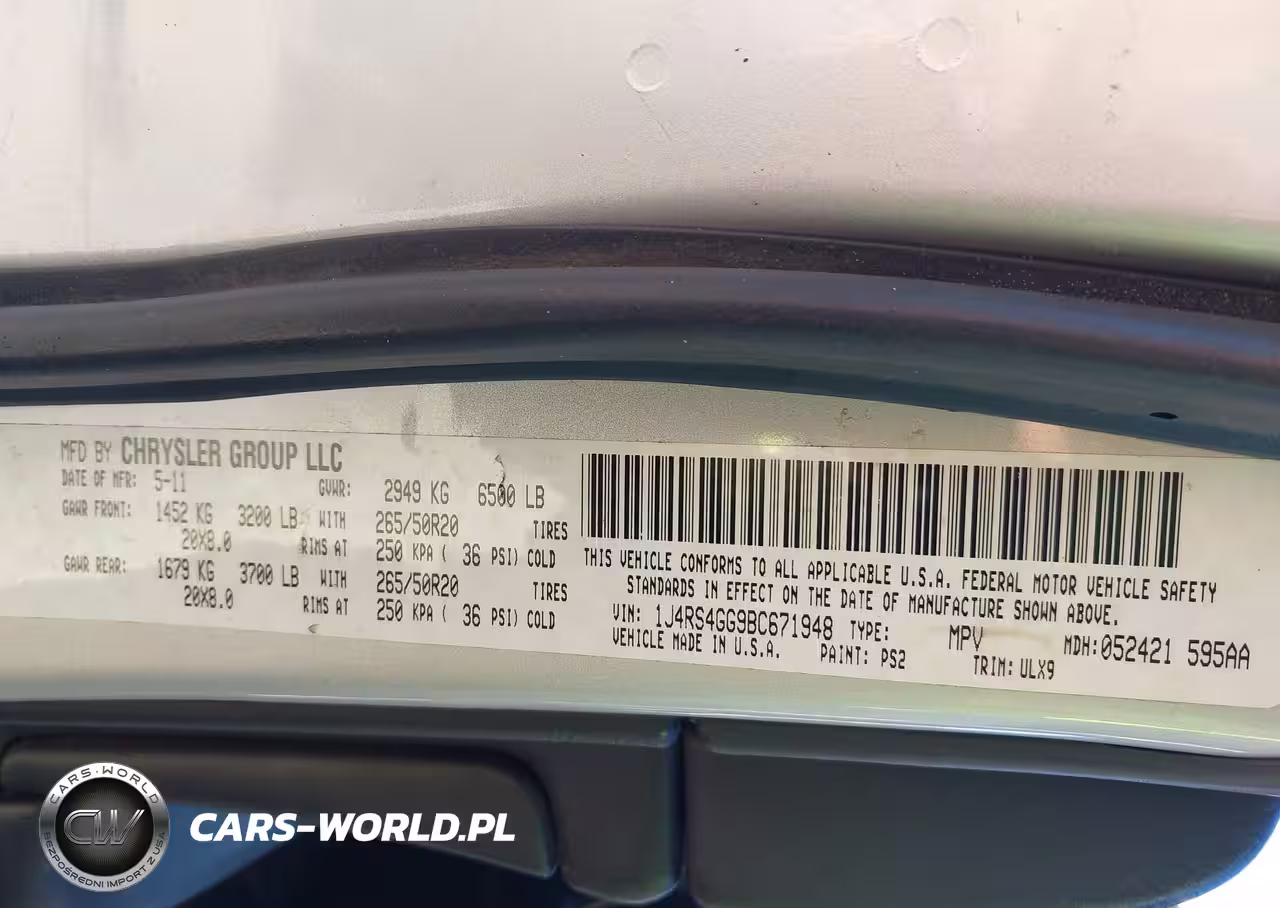 MFD BY CHRYSLER GROUP LLC
DATE OF MFR: 5-11 GVWR: 2949 KG 6500 LB
GAWR FRONT: 1452 KG 3200 LB WITH 265/50R20 TIRES
20X8.0 RIMS AT 250 KPA ( 36 PSI) COLD
GAWR REAR: 1679 KG 3700 LB WITH 265/50R20 TIRES
20X8.0 RIMS AT 250 KPA ( 36 PSI) COLD
THIS VEHICLE CONFORMS TO ALL APPLICABLE U.S.A. FEDERAL MOTOR VEHICLE SAFETY
STANDARDS IN EFFECT ON THE DATE OF MANUFACTURE SHOWN ABOVE.
VIN: 1J4RS4GG9BC671948 TYPE: MPV MDH:052421 595AA
VEHICLE MADE IN U.S.A. PAINT: PS2 TRIM: ULX9
CARS-WORLD
CW
BEZPOŚREDNI IMPORT Z USA
CARS-WORLD.PL